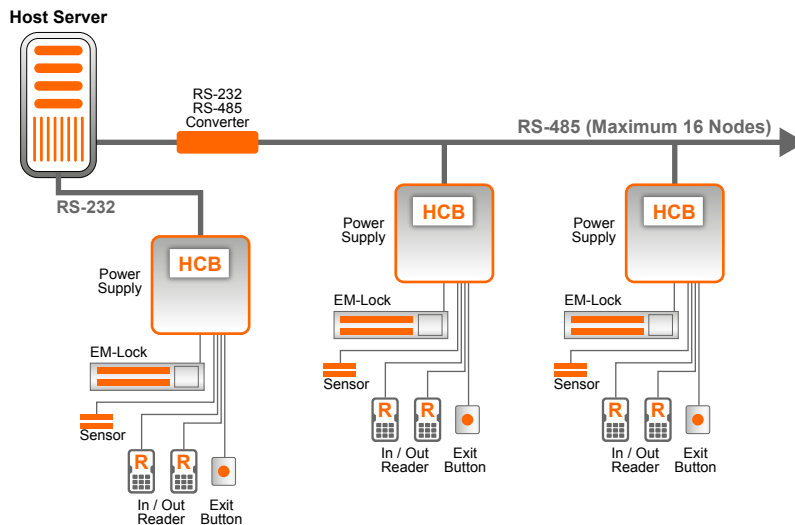 Host Server
RS-232
RS-485
Converter
RS-485 (Maximum 16 Nodes)
RS-232
HCB
Power
Supply
EM-Lock
Sensor
R
R
In / Out
Reader
Exit
Button
HCB
Power
Supply
EM-Lock
Sensor
R
R
In / Out
Reader
Exit
Button
HCB
Power
Supply
EM-Lock
Sensor
R
R
In / Out
Reader
Exit
Button